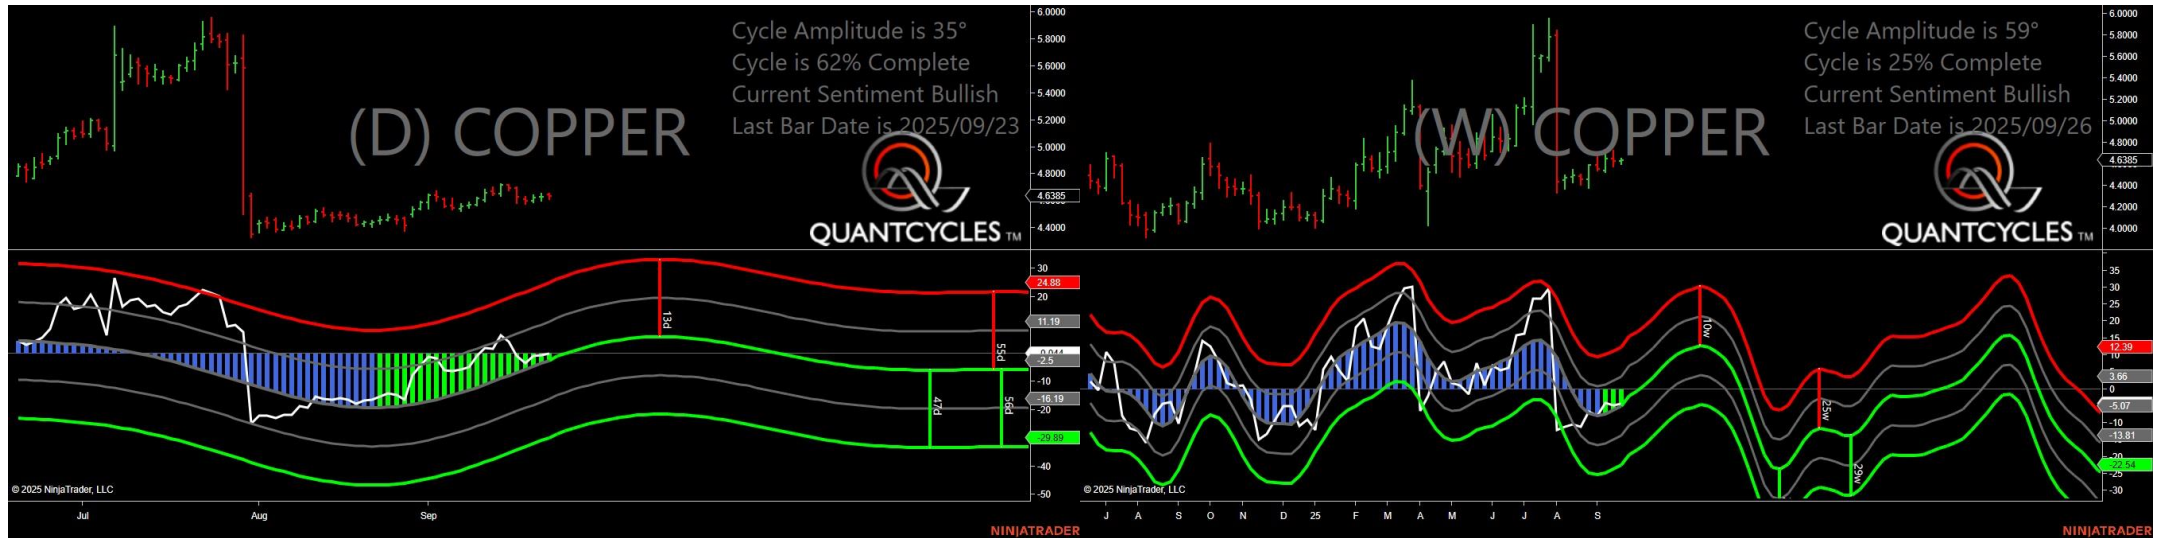 Cycle Amplitude is 35°
Cycle is 62% Complete
Current Sentiment Bullish
Last Bar Date is 2025/09/23
(D) COPPER
QUANTCYCLES TM
6.0000
5.8000
5.6000
5.4000
5.2000
5.0000
4.8000
4.6385
4.4000
30
24.88
20
11.19
-2.5
-10
-16.19
-20
-29.89
-40
-50
13d
55d
47d
56d
© 2025 NinjaTrader, LLC
Jul
Aug
Sep
NINJATRADER
Cycle Amplitude is 59°
Cycle is 25% Complete
Current Sentiment Bullish
Last Bar Date is 2025/09/26
(W) COPPER
QUANTCYCLES TM
6.0000
5.8000
5.6000
5.4000
5.2000
5.0000
4.8000
4.6385
4.4000
4.2000
4.0000
35
30
25
20
15
12.39
3.66
0
-5.07
-10
-13.81
-22.54
-30
10w
25w
29w
© 2025 NinjaTrader, LLC
J
A
S
O
N
D
25
F
M
A
M
J
J
A
S
NINJATRADER